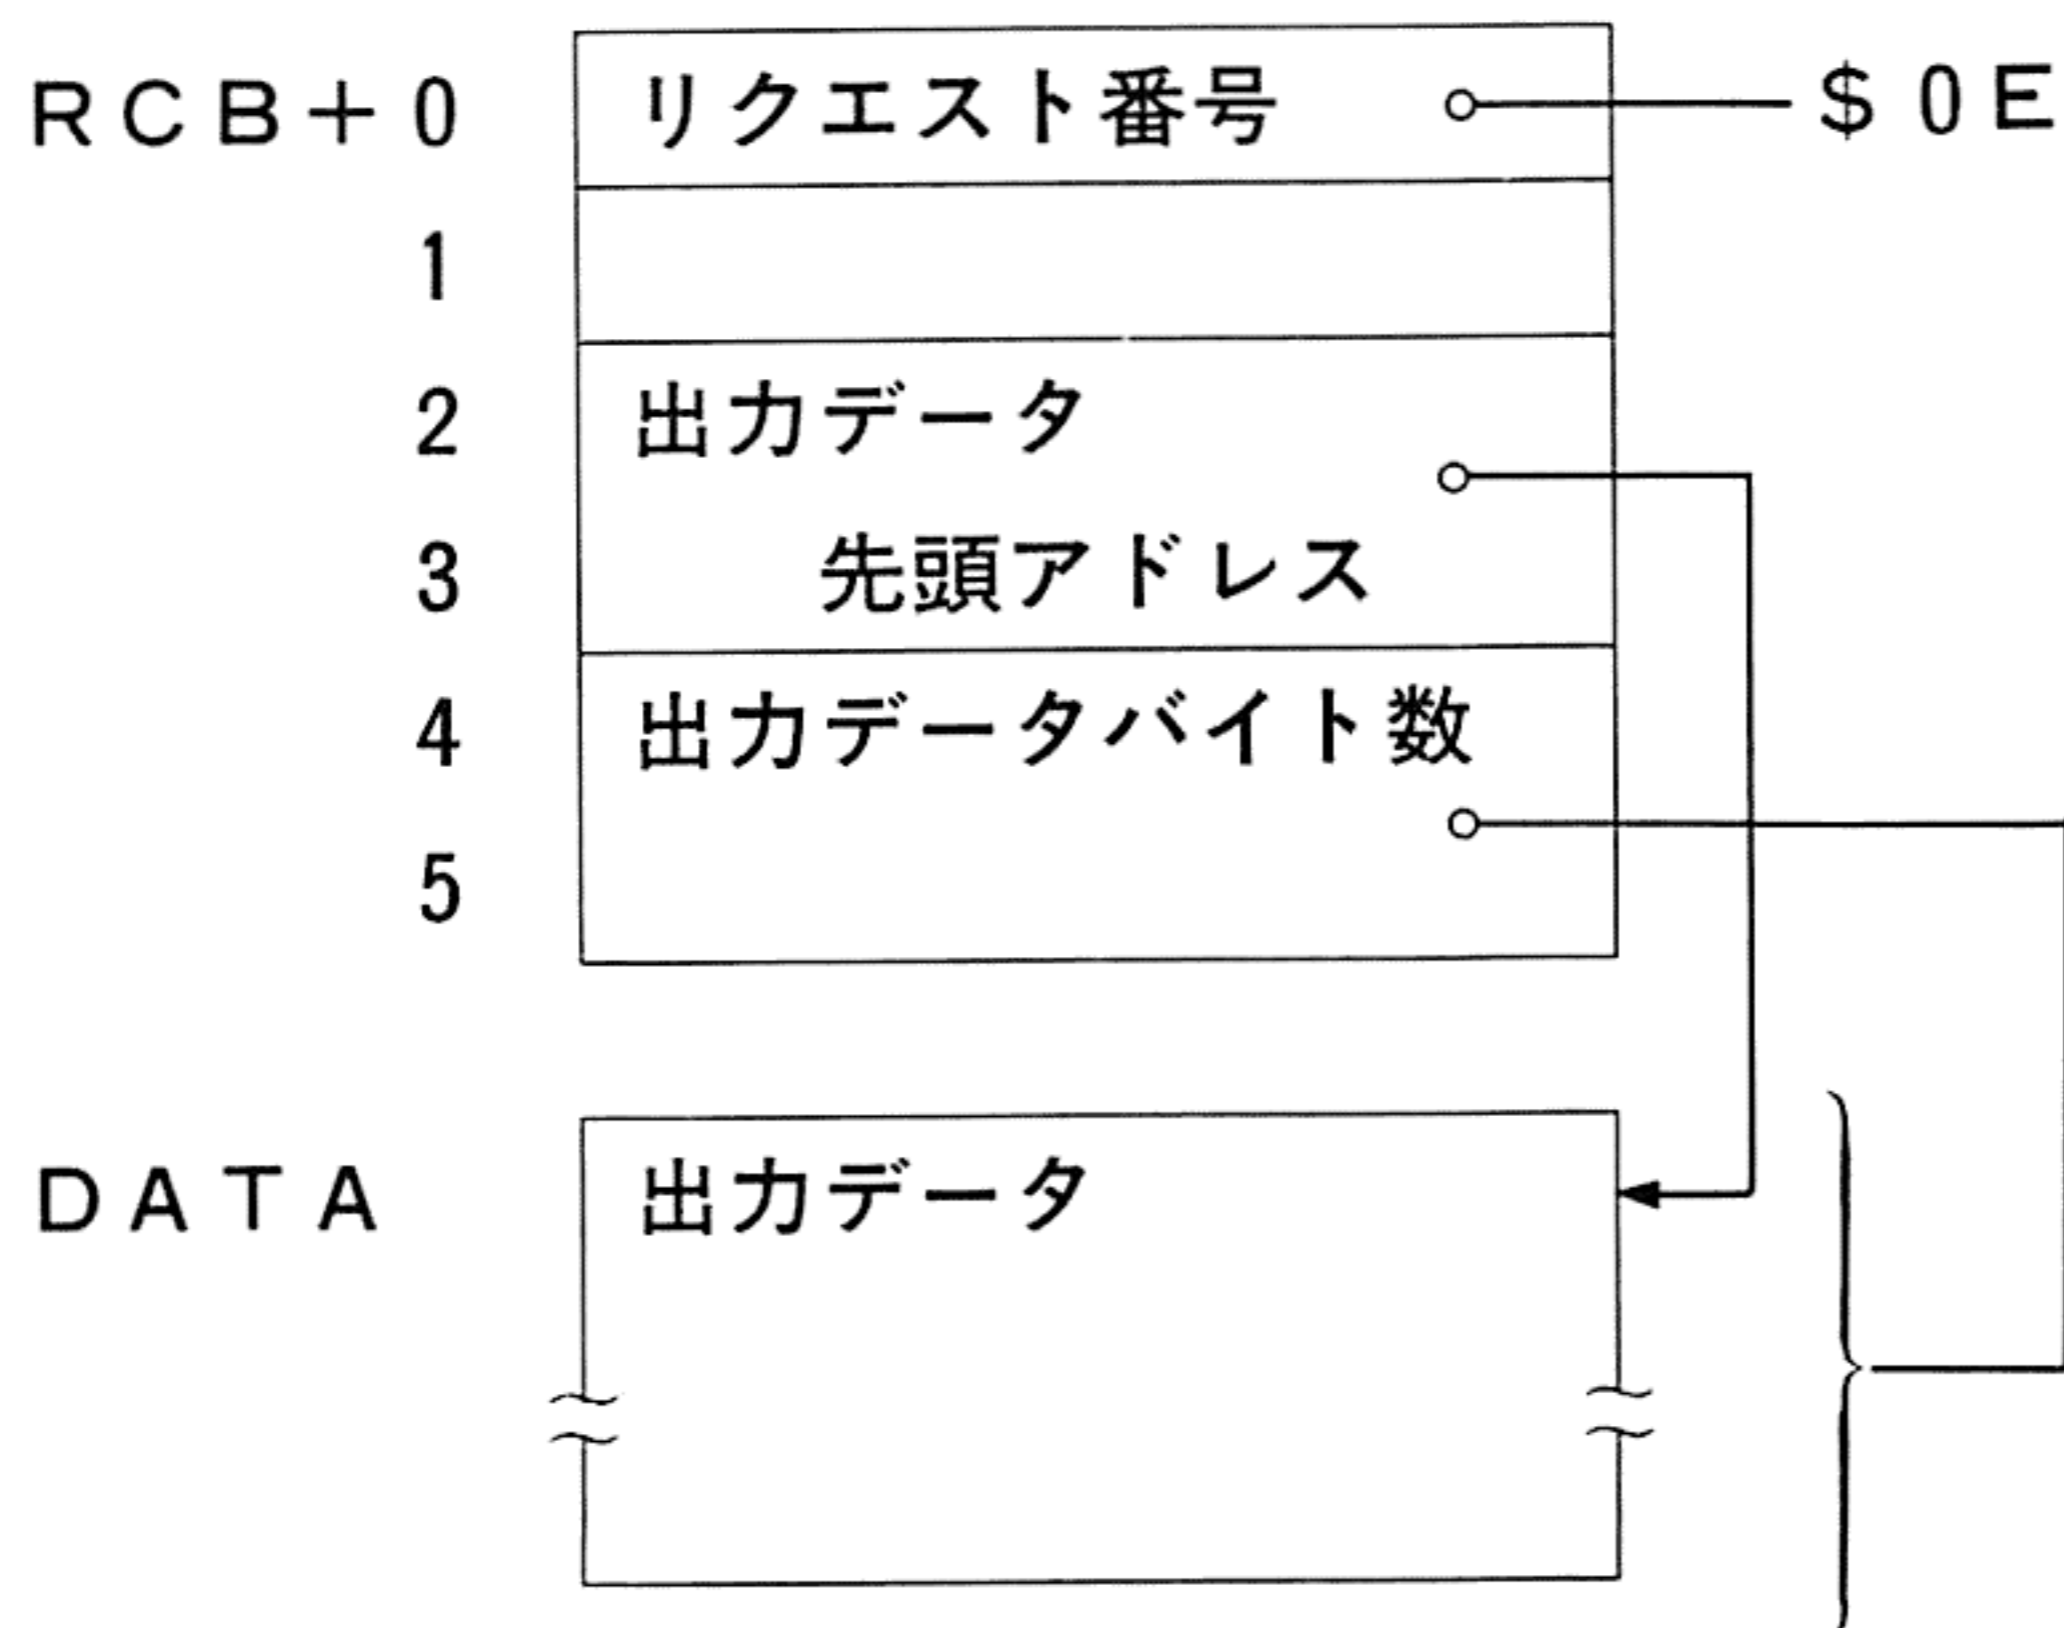 RCB+0 リクエスト番号 $0E
1
2 出力データ
3 先頭アドレス
4 出力データバイト数
5
DATA 出力データ